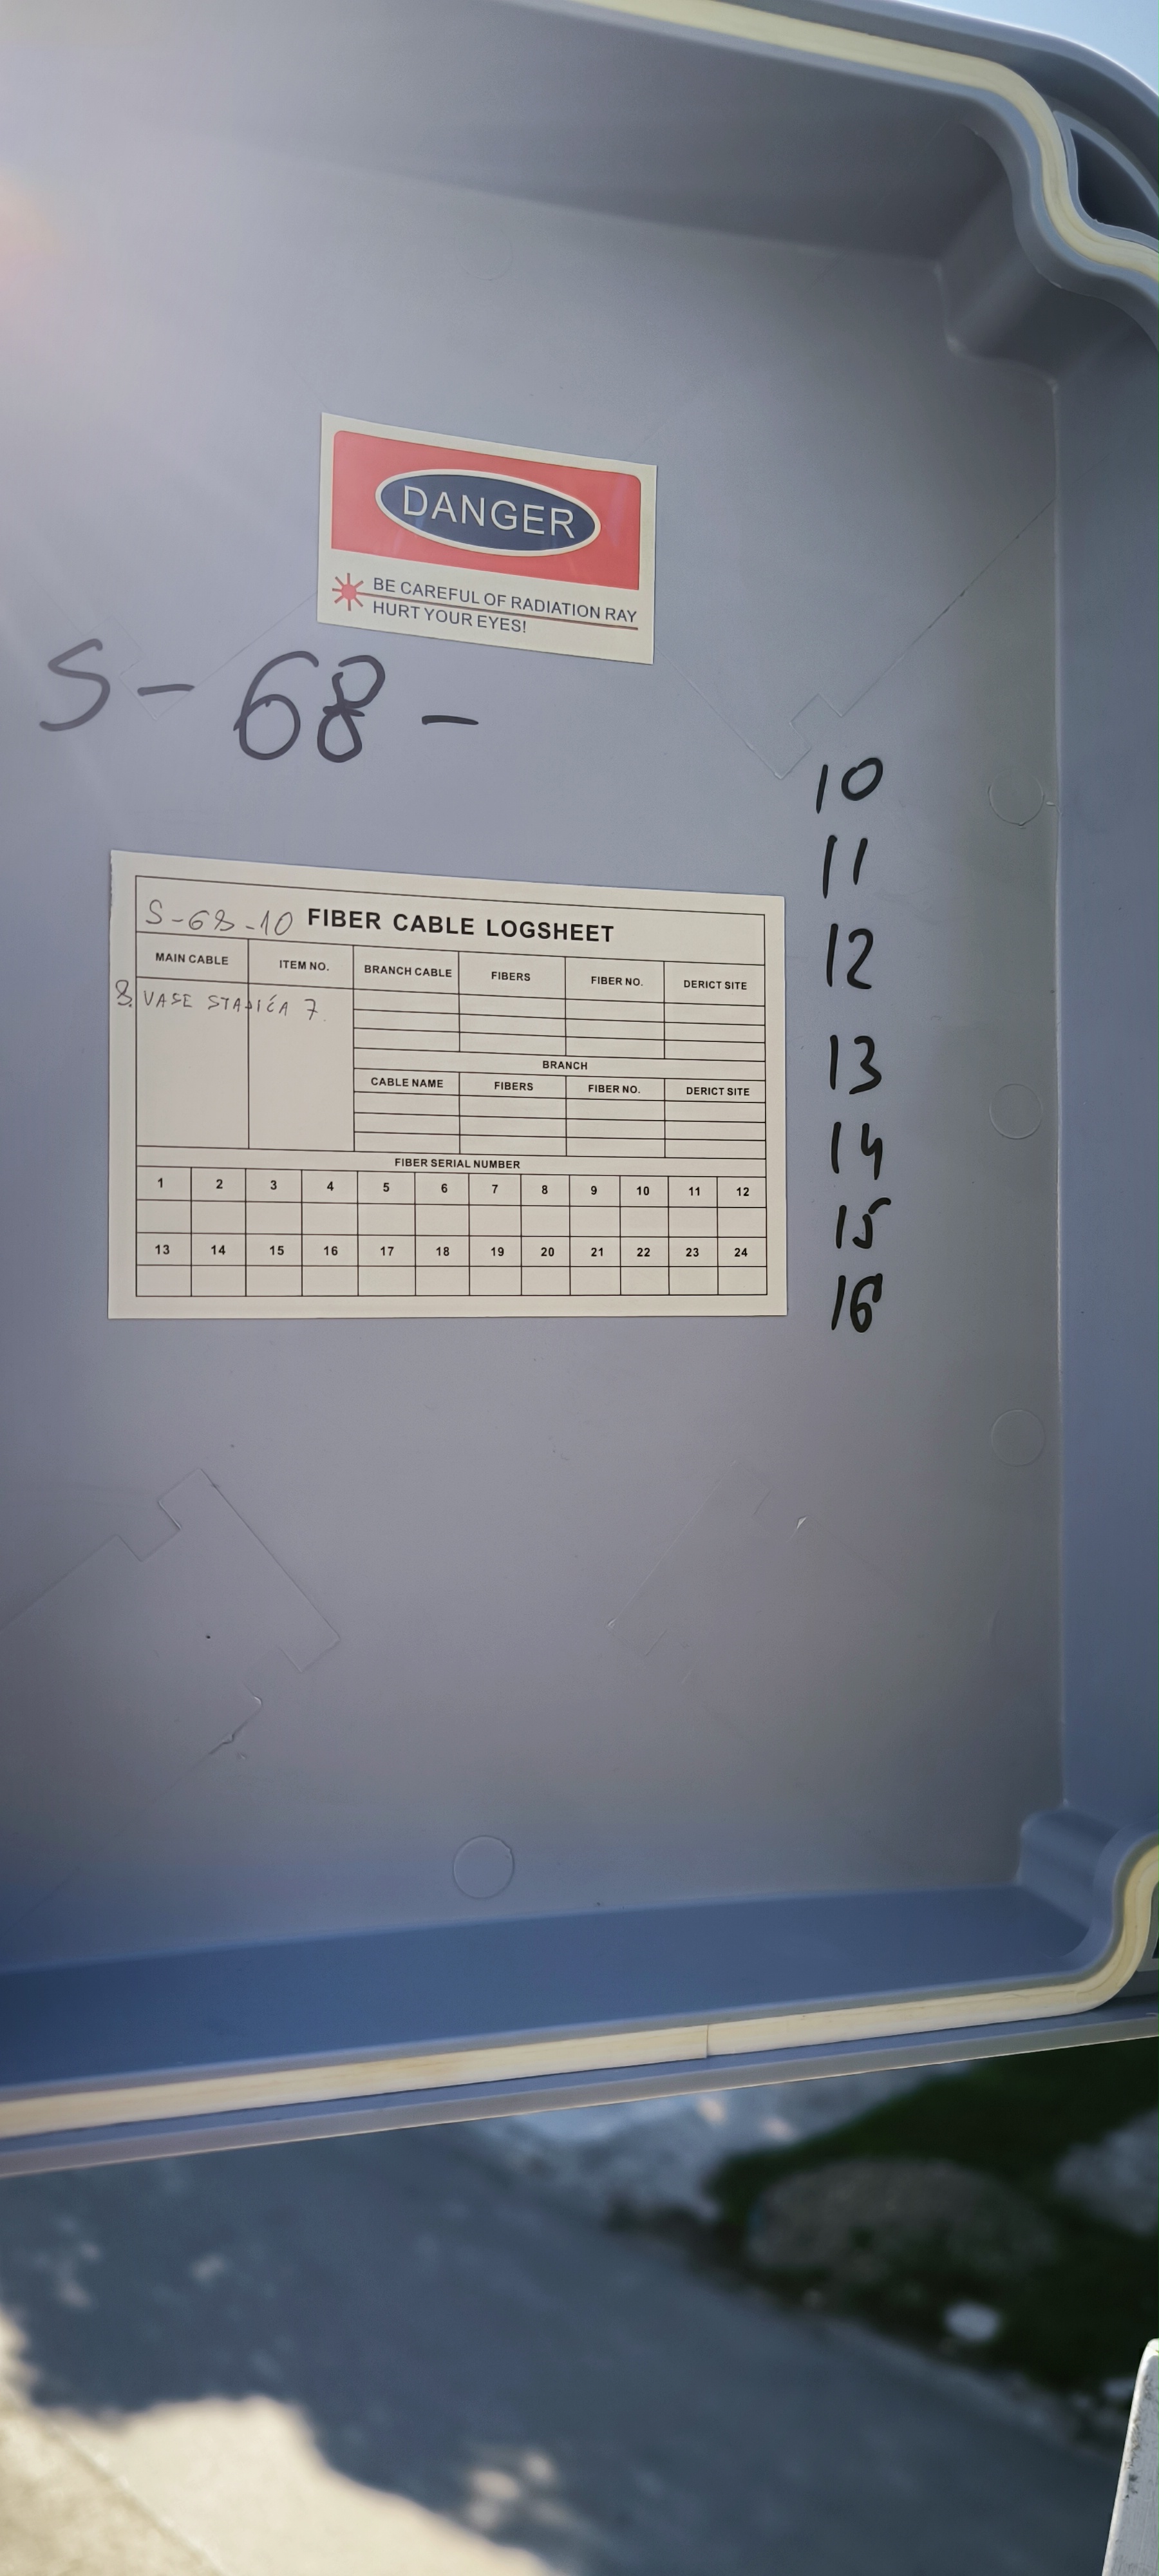 DANGER
BE CAREFUL OF RADIATION RAY
HURT YOUR EYES!
S - 68 -
10
11
12
13
14
15
16
S-68-10 FIBER CABLE LOGSHEET
MAIN CABLE ITEM NO. BRANCH CABLE FIBERS FIBER NO. DERICT SITE
8. VASE STAJIĆA 7.
BRANCH
CABLE NAME FIBERS FIBER NO. DERICT SITE
FIBER SERIAL NUMBER
1 2 3 4 5 6 7 8 9 10 11 12
13 14 15 16 17 18 19 20 21 22 23 24